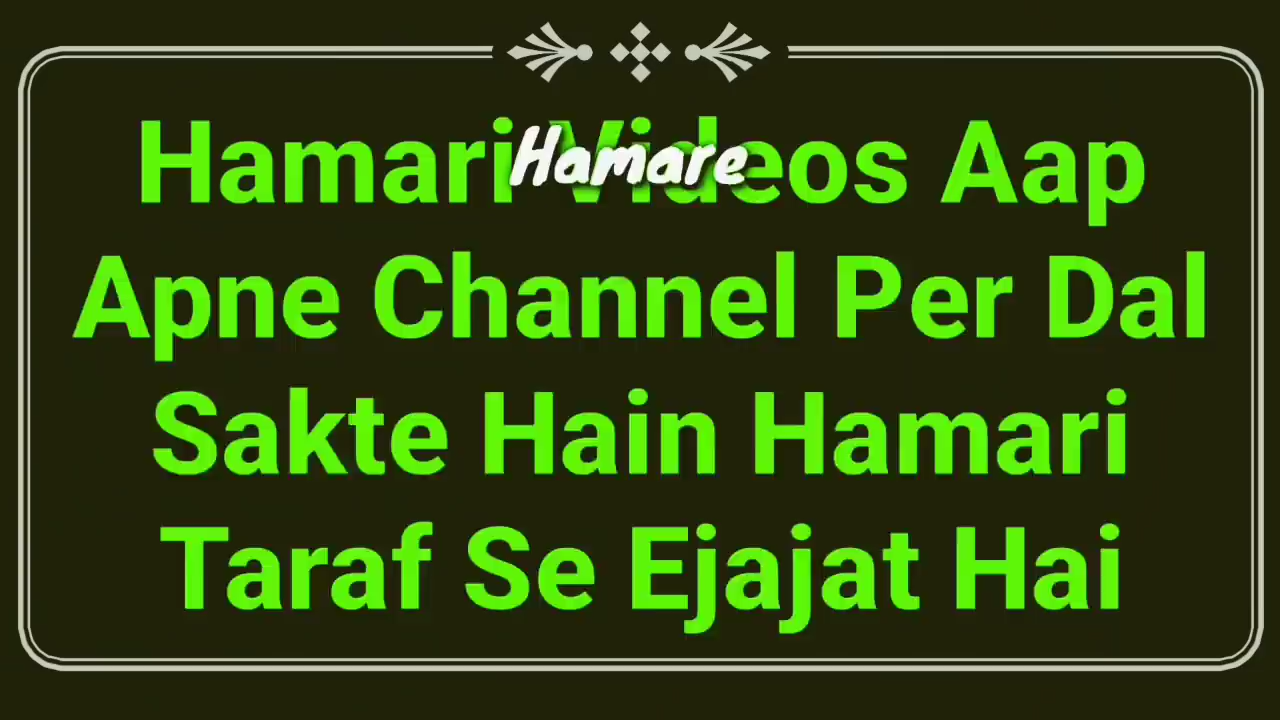 Hamari Videos Aap
Hamare
Apne Channel Per Dal
Sakte Hain Hamari
Taraf Se Ejajat Hai